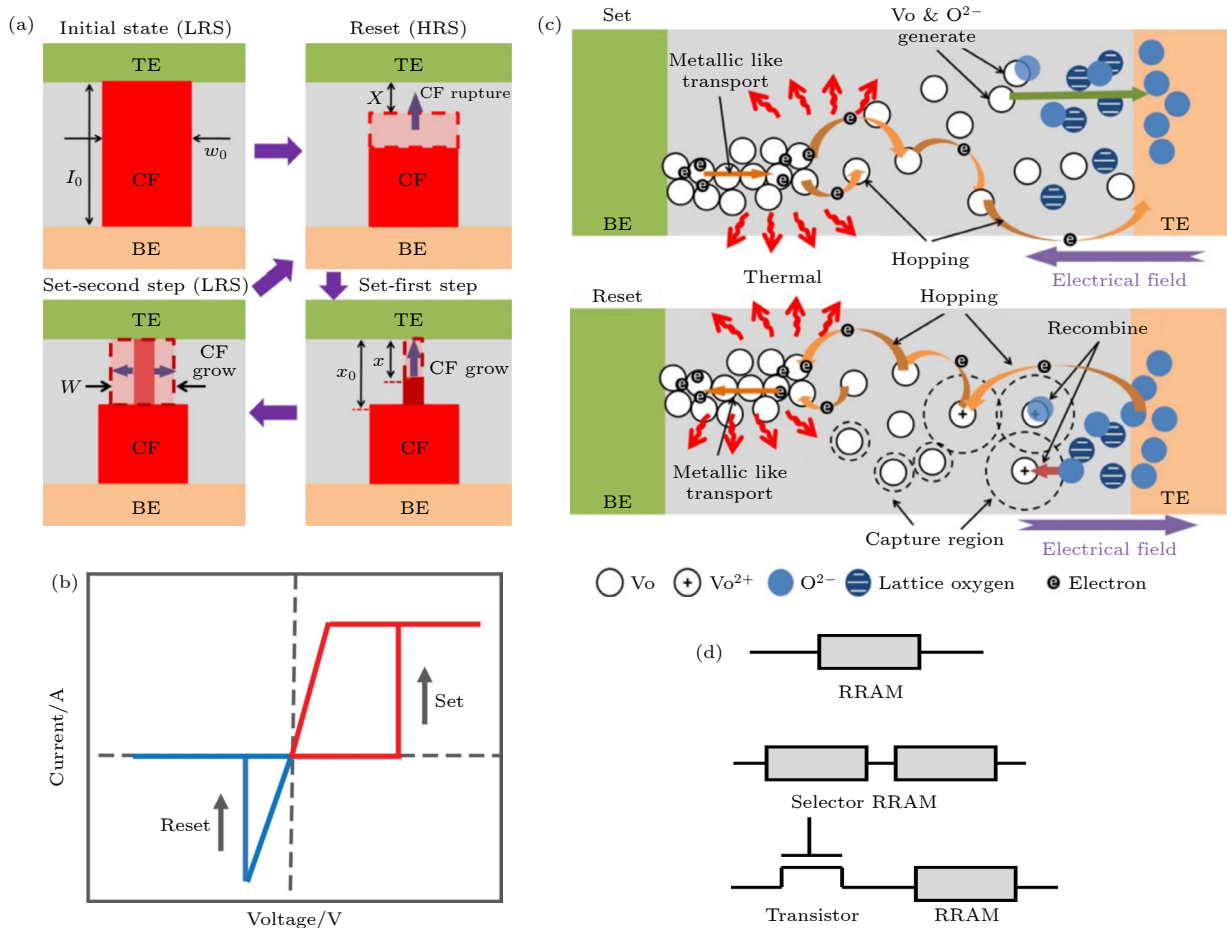 (a)
Initial state (LRS)
TE
I0
w0
CF
BE
Reset (HRS)
TE
X
CF rupture
CF
BE
Set-second step (LRS)
TE
CF
grow
W
CF
BE
Set-first step
TE
x
x0
CF grow
CF
BE
(b)
Current/A
Set
Reset
Voltage/V
(c)
Set
Vo & O2−
generate
Metallic like
transport
e
e
e
e
e
e
e
e
e
e
BE
TE
Hopping
Thermal
Electrical field
Reset
Hopping
Recombine
e
e
e
e
e
e
e
e
e
e
+
+
+
Metallic like
transport
BE
TE
Capture region
Electrical field
Vo
+ Vo2+
O2−
Lattice oxygen
e Electron
(d)
RRAM
Selector RRAM
Transistor
RRAM